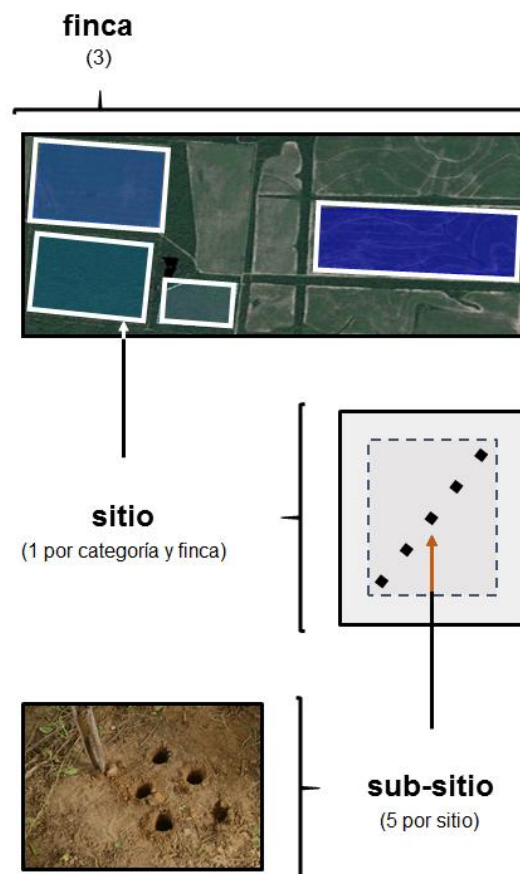 finca
(3)
sitio
(1 por categoría y finca)
sub-sitio
(5 por sitio)